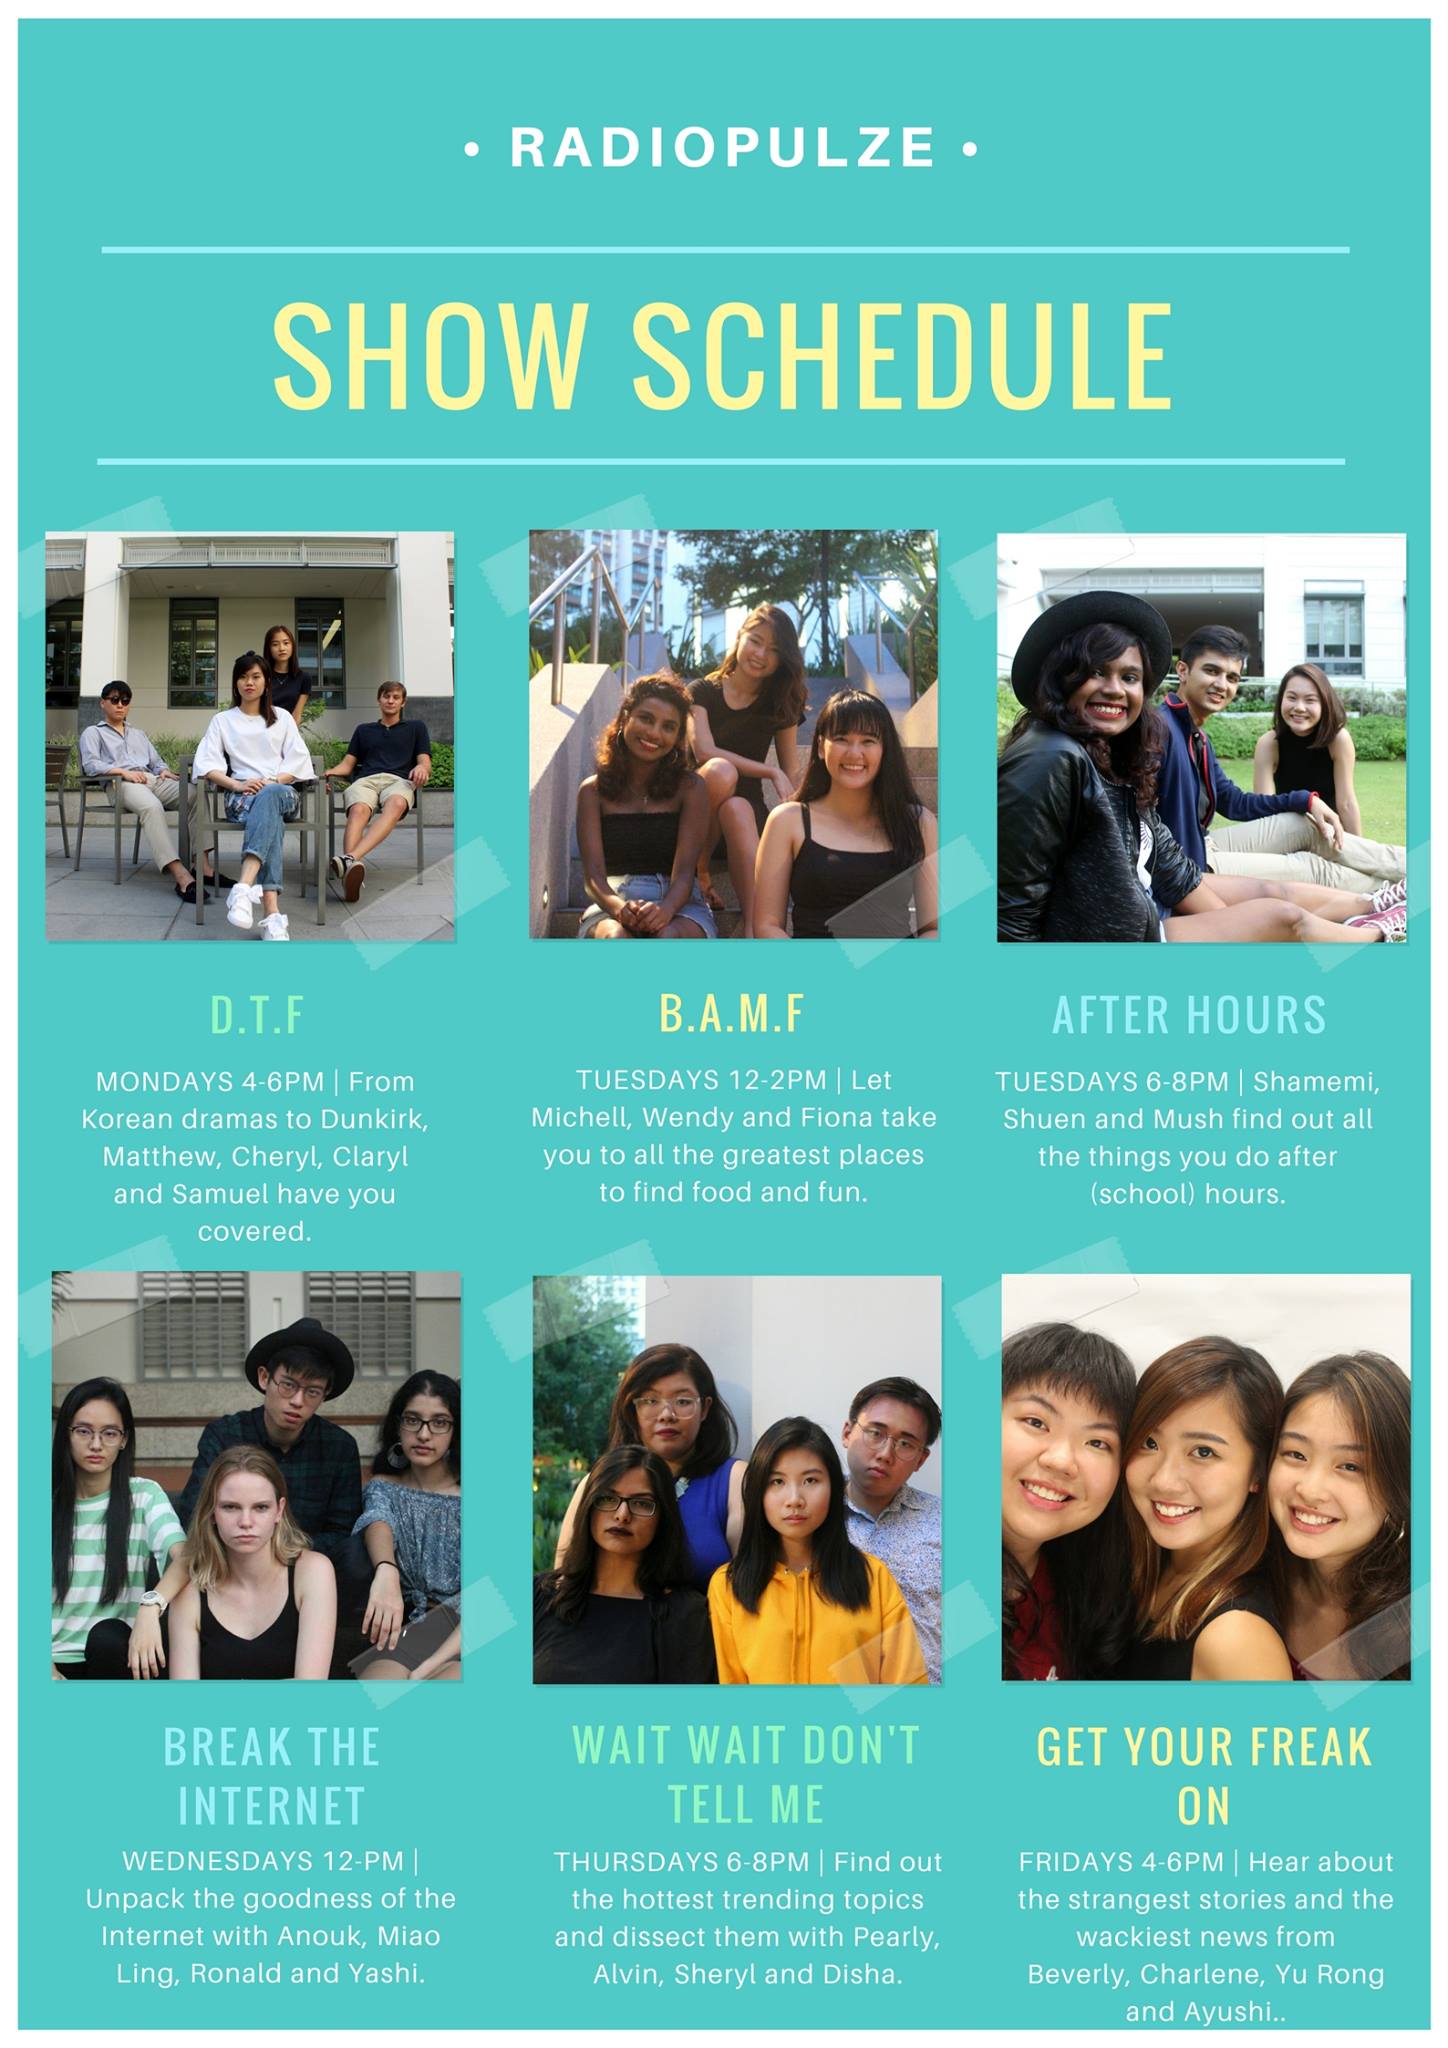 • RADIOPULZE •
SHOW SCHEDULE
D.T.F
MONDAYS 4-6PM | From
Korean dramas to Dunkirk,
Matthew, Cheryl, Claryl
and Samuel have you
covered.
B.A.M.F
TUESDAYS 12-2PM | Let
Michell, Wendy and Fiona take
you to all the greatest places
to find food and fun.
AFTER HOURS
TUESDAYS 6-8PM | Shamemi,
Shuen and Mush find out all
the things you do after
(school) hours.
BREAK THE
INTERNET
WEDNESDAYS 12-PM |
Unpack the goodness of the
Internet with Anouk, Miao
Ling, Ronald and Yashi.
WAIT WAIT DON'T
TELL ME
THURSDAYS 6-8PM | Find out
the hottest trending topics
and dissect them with Pearly,
Alvin, Sheryl and Disha.
GET YOUR FREAK
ON
FRIDAYS 4-6PM | Hear about
the strangest stories and the
wackiest news from
Beverly, Charlene, Yu Rong
and Ayushi..